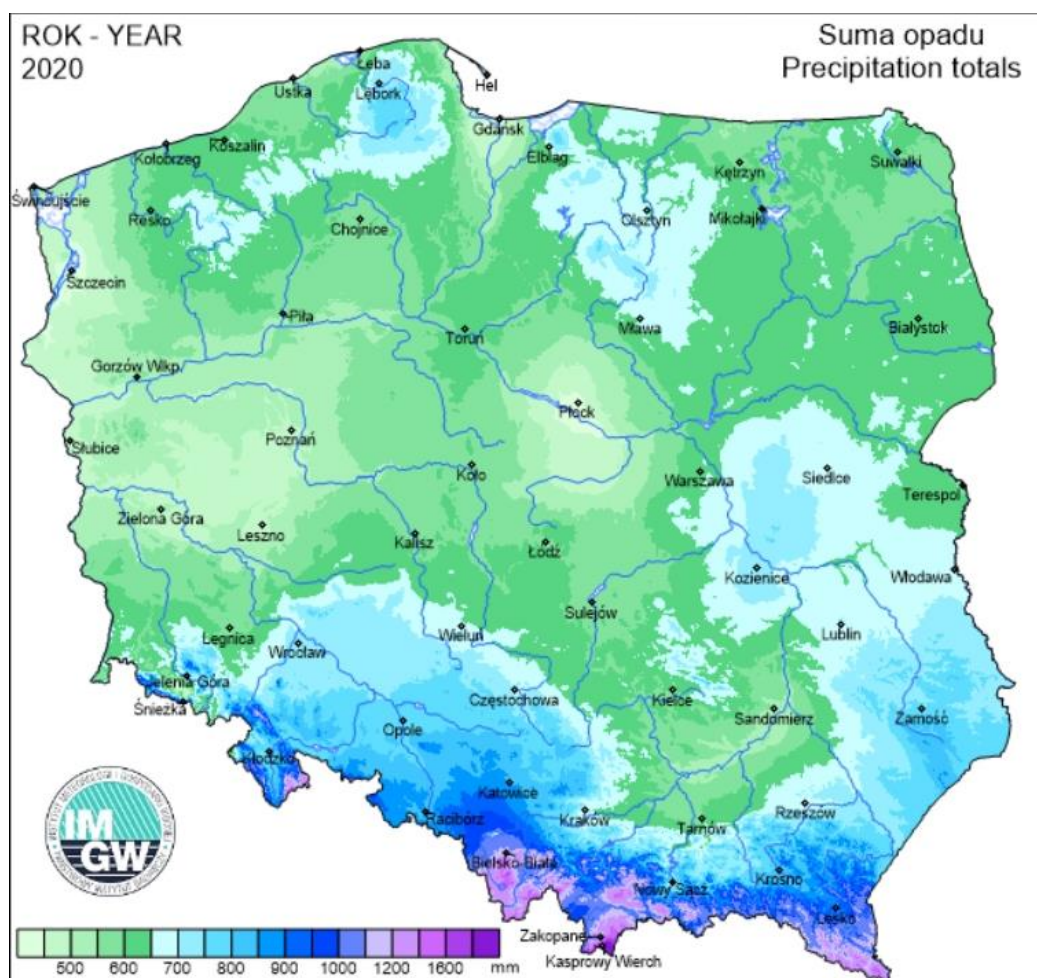 ROK - YEAR
2020
Suma opadu
Precipitation totals
Łeba
Hel
Ustka
Lębork
Gdańsk
Koszalin
Kołobrzeg
Elbląg
Suwałki
Kętrzyn
Świnoujście
Resko
Chojnice
Olsztyn
Mikołajki
Szczecin
Piła
Toruń
Mława
Białystok
Gorzów Wlkp.
Płock
Słubice
Poznań
Koło
Warszawa
Siedlce
Terespol
Zielona Góra
Leszno
Kalisz
Łódź
Kozienice
Włodawa
Sulejów
Legnica
Wrocław
Wieluń
Lublin
Jelenia Góra
Śnieżka
Częstochowa
Kielce
Sandomierz
Zamość
Opole
Kłodzko
Katowice
Racibórz
Kraków
Tarnów
Rzeszów
Bielsko-Biała
Nowy Sącz
Krosno
Lesko
Zakopane
Kasprowy Wierch
IM
GW
500 600 700 800 900 1000 1200 1600 mm